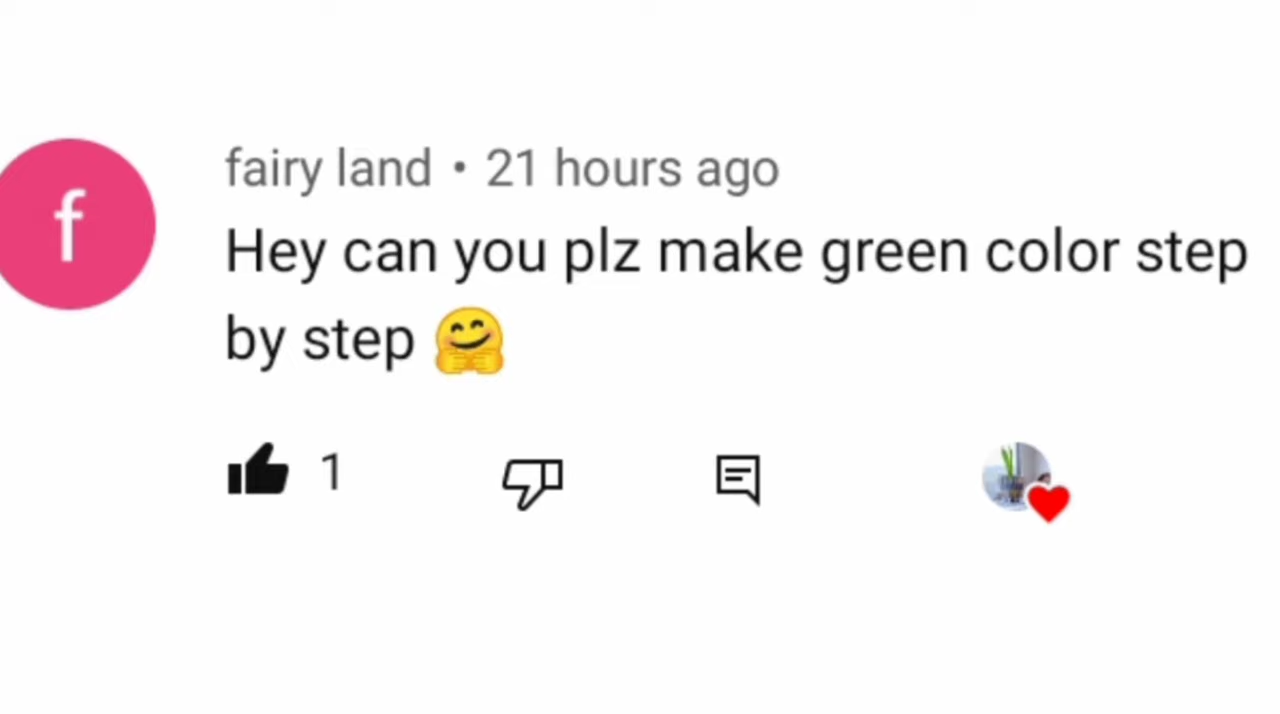 f
fairy land • 21 hours ago
Hey can you plz make green color step
by step 🤗
1